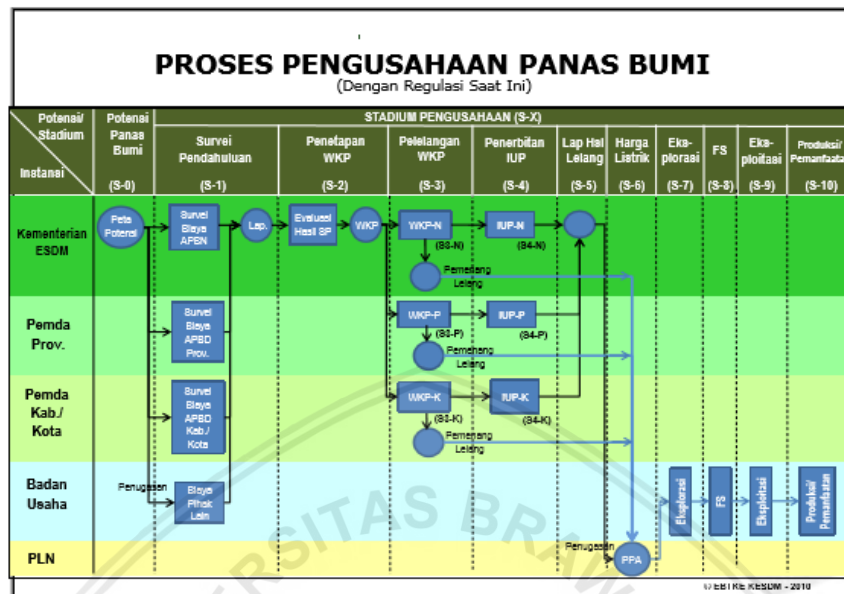 PROSES PENGUSAHAAN PANAS BUMI
(Dengan Regulasi Saat Ini)
Potensi/
Stadium
Instansi
Potensi
Panas
Bumi
(S-0)
STADIUM PENGUSAHAAN (S-X)
Survei
Pendahuluan
(S-1)
Penetapan
WKP
(S-2)
Pelelangan
WKP
(S-3)
Penerbitan
IUP
(S-4)
Lap Hsl
Lelang
(S-5)
Harga
Listrik
(S-6)
Eks-
plorasi
(S-7)
FS
(S-8)
Eks-
ploitasi
(S-9)
Produksi/
Pemanfaatan
(S-10)
Kementerian
ESDM
Peta
Potensi
Survei
Biaya
APBN
Lap.
Evaluasi
Hasil SP
WKP
WKP-N
(S3-N)
IUP-N
(S4-N)
Pemenang
Lelang
Pemda
Prov.
Survei
Biaya
APBD
Prov.
WKP-P
(S3-P)
IUP-P
(S4-P)
Pemenang
Lelang
Pemda
Kab./
Kota
Survei
Biaya
APBD
Kab./
Kota
WKP-K
(S3-K)
IUP-K
(S4-K)
Pemenang
Lelang
Badan
Usaha
Penugasan
Biaya
Pihak
Lain
Eksplorasi
FS
Eksploitasi
Produksi/
Pemanfaatan
PLN
Penugasan
PPA
© EBTKE KESDM - 2010
ERSITAS BRAW